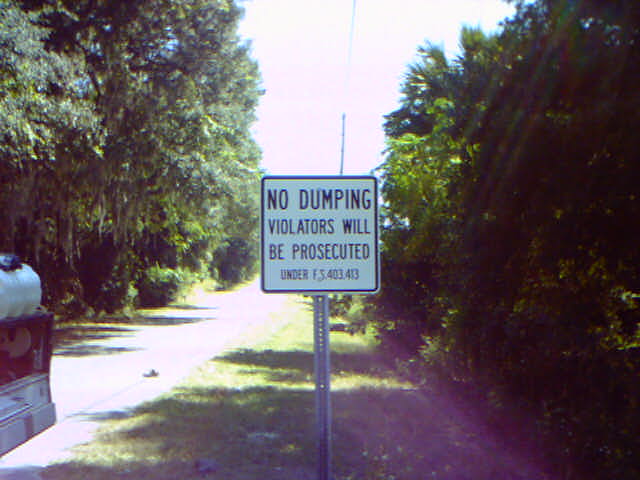 NO DUMPING
VIOLATORS WILL
BE PROSECUTED
UNDER F.S.403.413